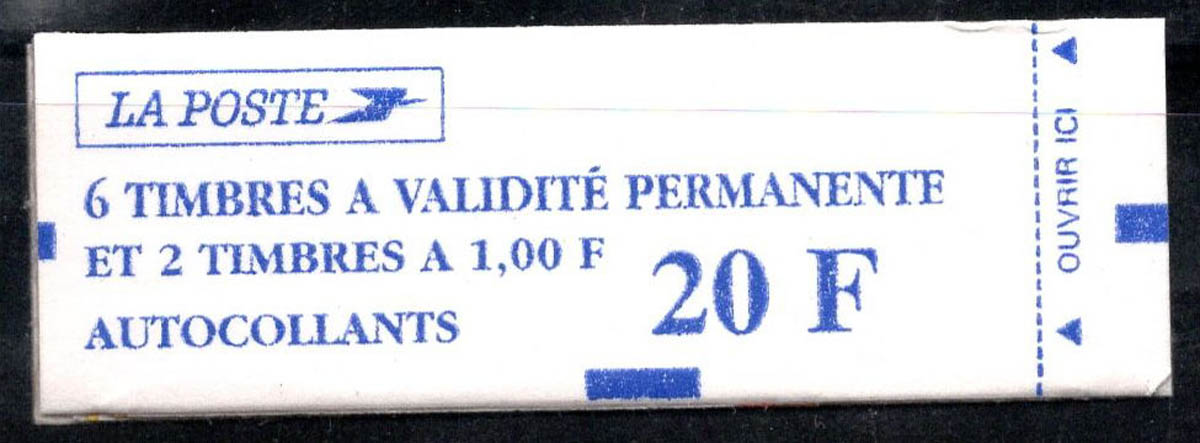 LA POSTE
6 TIMBRES A VALIDITÉ PERMANENTE
ET 2 TIMBRES A 1,00 F
AUTOCOLLANTS
20 F
OUVRIR ICI